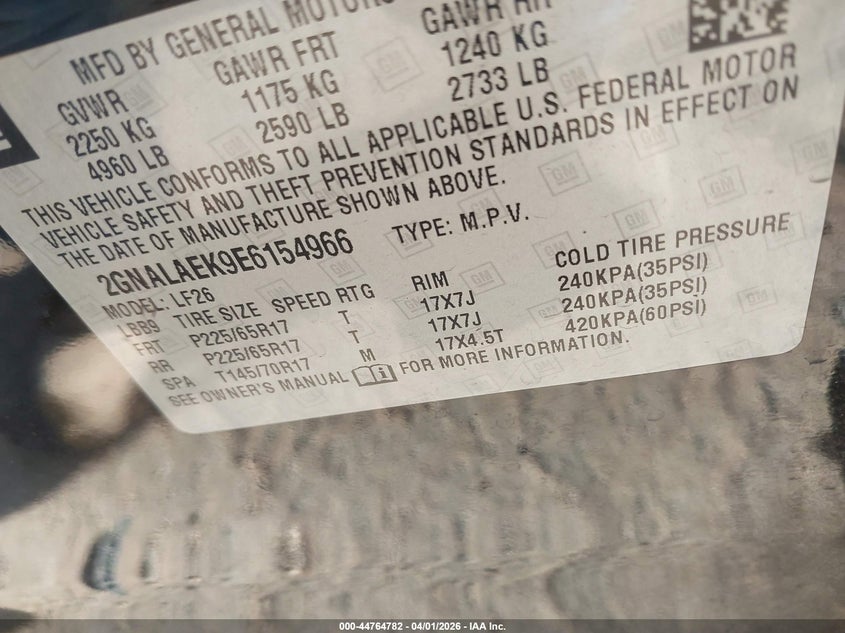 MFD BY GENERAL MOTORS
GVWR GAWR FRT GAWR RR
2250 KG 1175 KG 1240 KG
4960 LB 2590 LB 2733 LB
THIS VEHICLE CONFORMS TO ALL APPLICABLE U.S. FEDERAL MOTOR
VEHICLE SAFETY AND THEFT PREVENTION STANDARDS IN EFFECT ON
THE DATE OF MANUFACTURE SHOWN ABOVE.
2GNALAEK9E6154966 TYPE: M.P.V.
MODEL: LF26
LBB9 TIRE SIZE SPEED RTG RIM COLD TIRE PRESSURE
FRT P225/65R17 T 17X7J 240KPA(35PSI)
RR P225/65R17 T 17X7J 240KPA(35PSI)
SPA T145/70R17 M 17X4.5T 420KPA(60PSI)
SEE OWNER'S MANUAL FOR MORE INFORMATION.
000-44764782 - 04/01/2026 - IAA Inc.